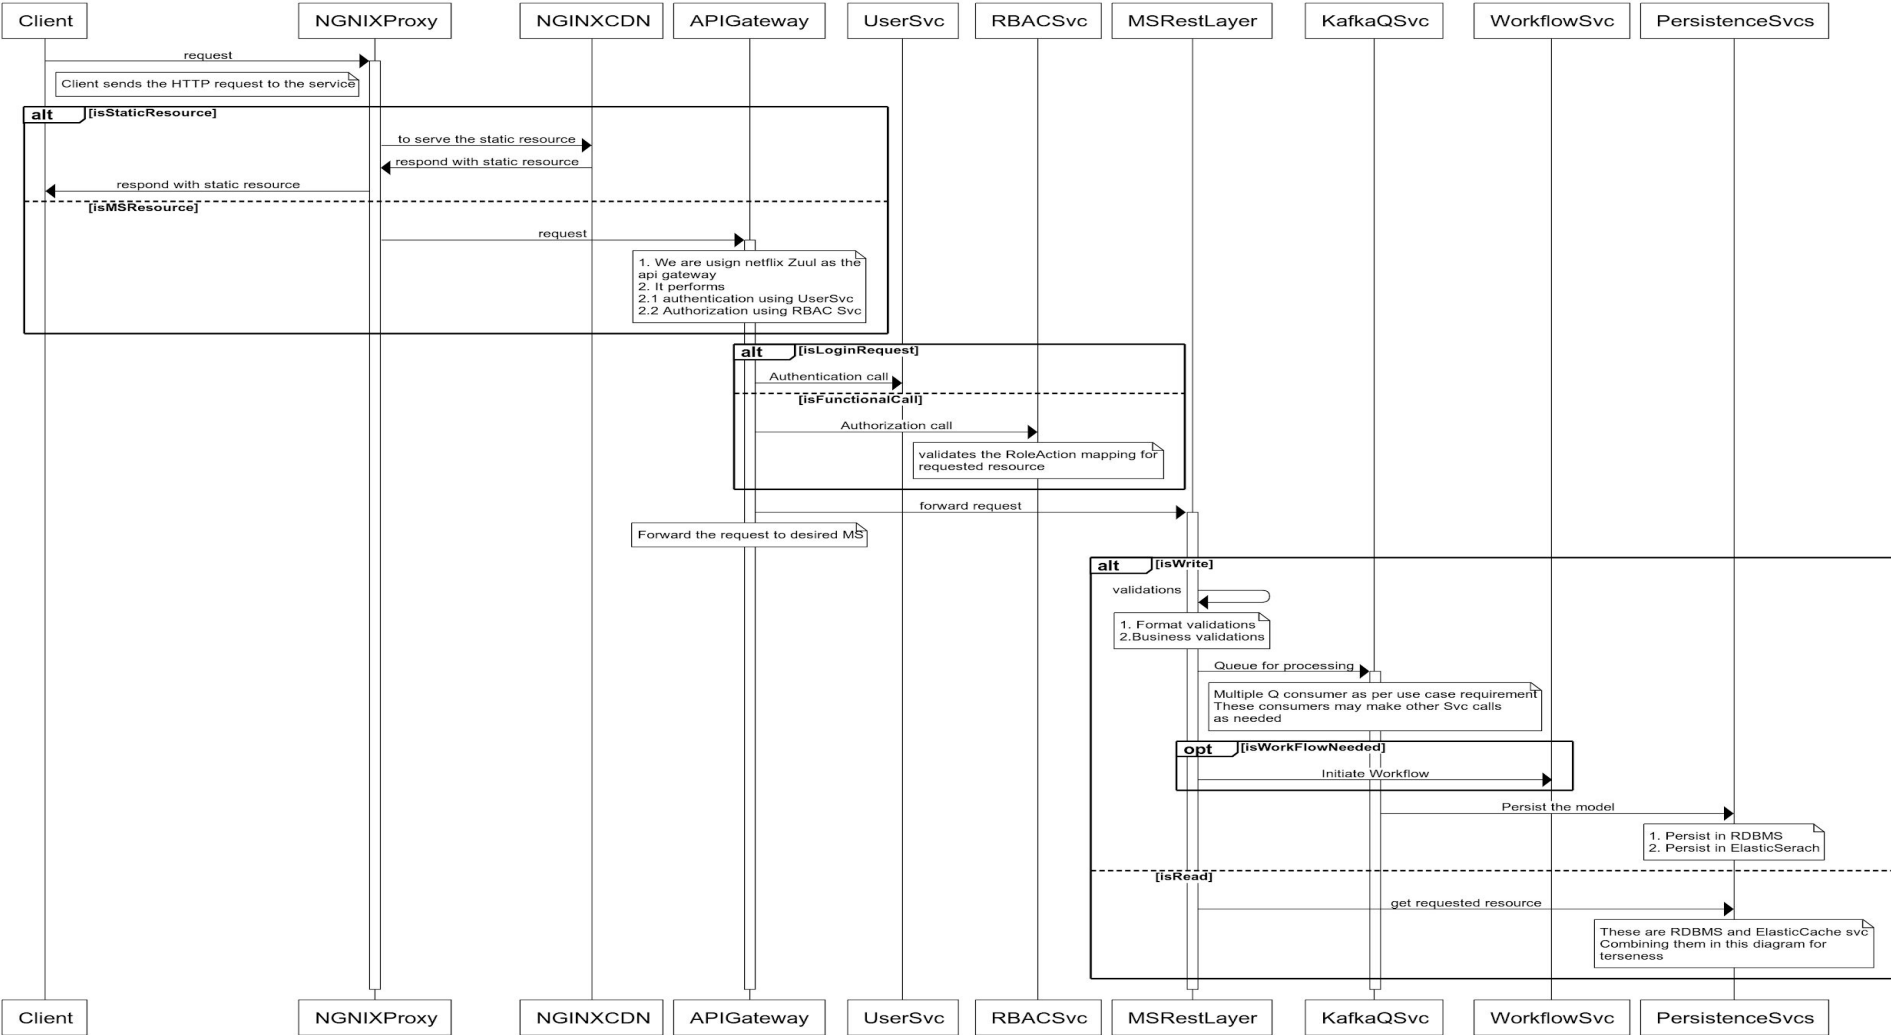 Client
NGNIXProxy
NGINXCDN
APIGateway
UserSvc
RBACSvc
MSRestLayer
KafkaQSvc
WorkflowSvc
PersistenceSvcs
request
Client sends the HTTP request to the service
alt
[isStaticResource]
to serve the static resource
respond with static resource
respond with static resource
[isMSResource]
request
1. We are usign netflix Zuul as the
api gateway
2. It performs
2.1 authentication using UserSvc
2.2 Authorization using RBAC Svc
alt
[isLoginRequest]
Authentication call
[isFunctionalCall]
Authorization call
validates the RoleAction mapping for
requested resource
forward request
Forward the request to desired MS
alt
[isWrite]
validations
1. Format validations
2.Business validations
Queue for processing
Multiple Q consumer as per use case requirement
These consumers may make other Svc calls
as needed
opt
[isWorkFlowNeeded]
Initiate Workflow
Persist the model
1. Persist in RDBMS
2. Persist in ElasticSerach
[isRead]
get requested resource
These are RDBMS and ElasticCache svc
Combining them in this diagram for
terseness
Client
NGNIXProxy
NGINXCDN
APIGateway
UserSvc
RBACSvc
MSRestLayer
KafkaQSvc
WorkflowSvc
PersistenceSvcs